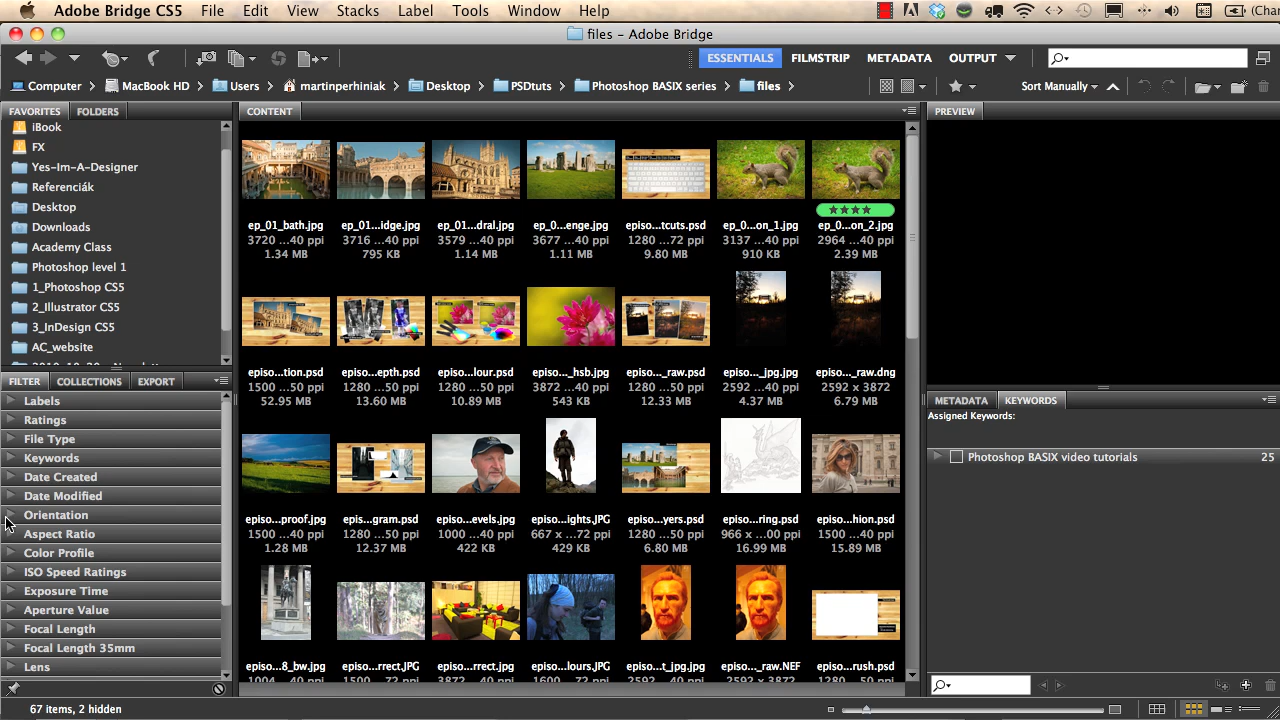 Adobe Bridge CS5 File Edit View Stacks Label Tools Window Help (Char
files – Adobe Bridge
ESSENTIALS FILMSTRIP METADATA OUTPUT
Computer MacBook HD Users martinperhiniak Desktop PSDtuts Photoshop BASIX series files Sort Manually
FAVORITES FOLDERS
iBook
FX
Yes-Im-A-Designer
Referenciák
Desktop
Downloads
Academy Class
Photoshop level 1
1_Photoshop CS5
2_Illustrator CS5
3_InDesign CS5
AC_website
FILTER COLLECTIONS EXPORT
Labels
Ratings
File Type
Keywords
Date Created
Date Modified
Orientation
Aspect Ratio
Color Profile
ISO Speed Ratings
Exposure Time
Aperture Value
Focal Length
Focal Length 35mm
Lens
CONTENT
ep_01_bath.jpg ep_01...idge.jpg ep_01...dral.jpg ep_0...enge.jpg episo...tcuts.psd ep_0...on_1.jpg ep_0...on_2.jpg
3720 ...40 ppi 3716 ...40 ppi 3579 ...40 ppi 3677 ...40 ppi 1280 ...72 ppi 3137 ...40 ppi 2964 ...40 ppi
1.34 MB 795 KB 1.14 MB 1.11 MB 9.80 MB 910 KB 2.39 MB
episo...tion.psd episo...epth.psd episo...lour.psd episo..._hsb.jpg episo..._raw.psd episo..._jpg.jpg episo..._raw.dng
1500 ...50 ppi 1280 ...50 ppi 1280 ...50 ppi 3872 ...40 ppi 1280 ...50 ppi 2592 ...40 ppi 2592 x 3872
52.95 MB 13.60 MB 10.89 MB 543 KB 12.33 MB 4.37 MB 6.79 MB
episo...proof.jpg epis...gram.psd episo...evels.jpg episo...ights.JPG episo...yers.psd episo...ring.psd epis...hion.psd
1500 ...40 ppi 1280 ...50 ppi 1000 ...40 ppi 667 x ...72 ppi 1280 ...50 ppi 966 ...00 ppi 1500 ...40 ppi
1.28 MB 12.37 MB 422 KB 429 KB 6.80 MB 16.99 MB 15.89 MB
episo...8_bw.jpg episo...rrect.JPG episo...rrect.jpg episo...lours.JPG episo...t_jpg.jpg episo..._raw.NEF episo...rush.psd
PREVIEW
METADATA KEYWORDS
Assigned Keywords:
Photoshop BASIX video tutorials 25
67 items, 2 hidden